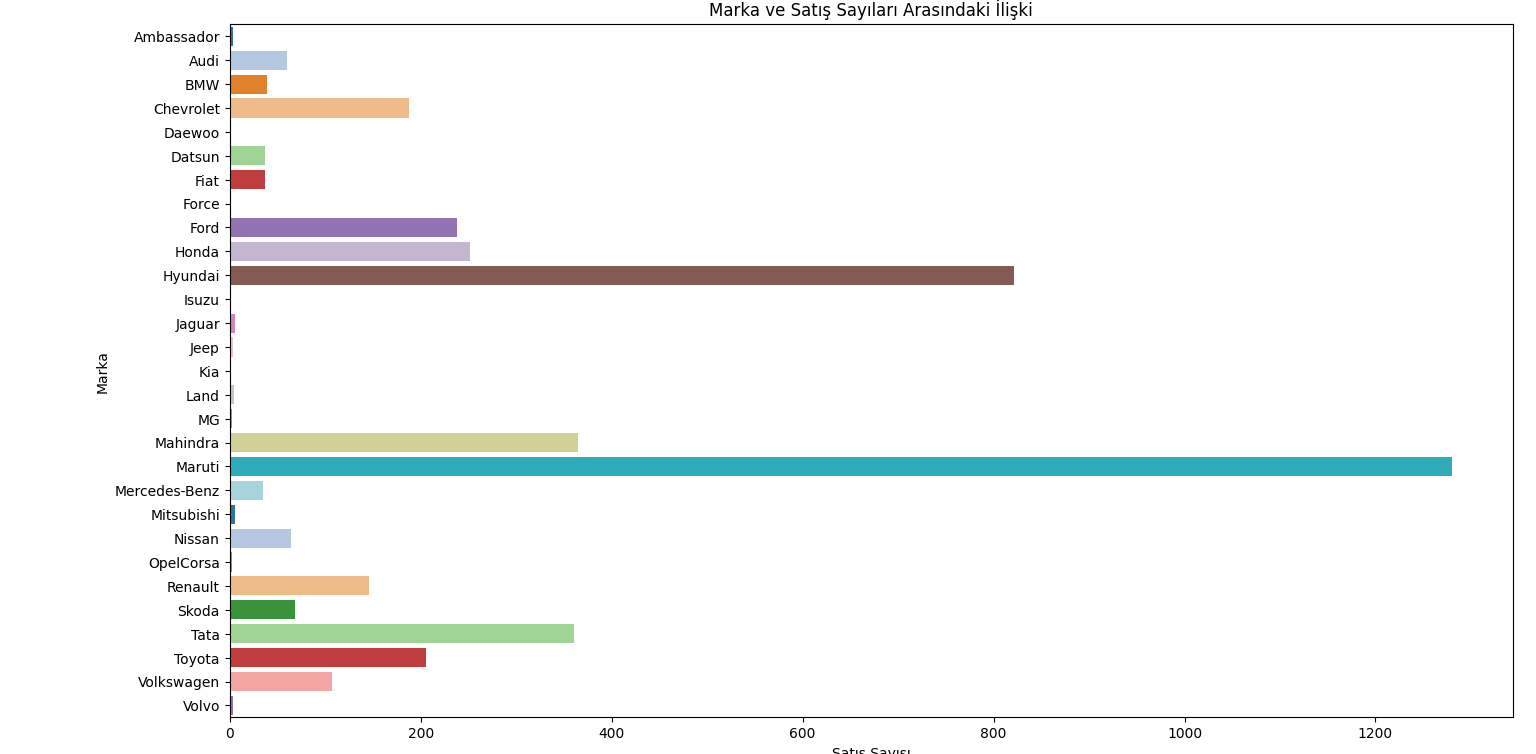 Marka ve Satış Sayıları Arasındaki İlişki
Ambassador
Audi
BMW
Chevrolet
Daewoo
Datsun
Fiat
Force
Ford
Honda
Hyundai
Isuzu
Jaguar
Jeep
Kia
Land
MG
Mahindra
Maruti
Mercedes-Benz
Mitsubishi
Nissan
OpelCorsa
Renault
Skoda
Tata
Toyota
Volkswagen
Volvo
Marka
0 200 400 600 800 1000 1200
Satış Sayısı